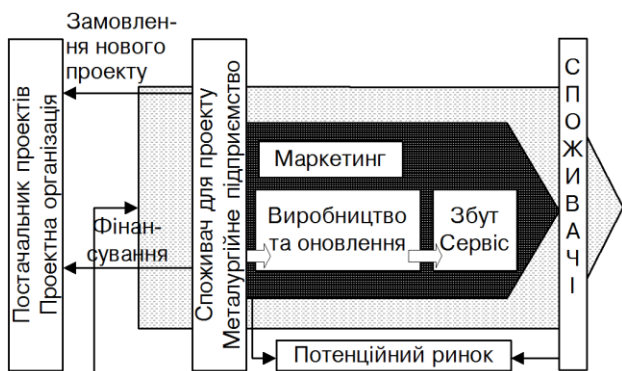 Замовлен-
ня нового
проекту
Постачальник проектів
Проектна організація
Фінан-
сування
Споживач для проекту
Металургійне підприємство
Маркетинг
Виробництво
та оновлення
Збут
Сервіс
СПОЖИВАЧІ
Потенційний ринок